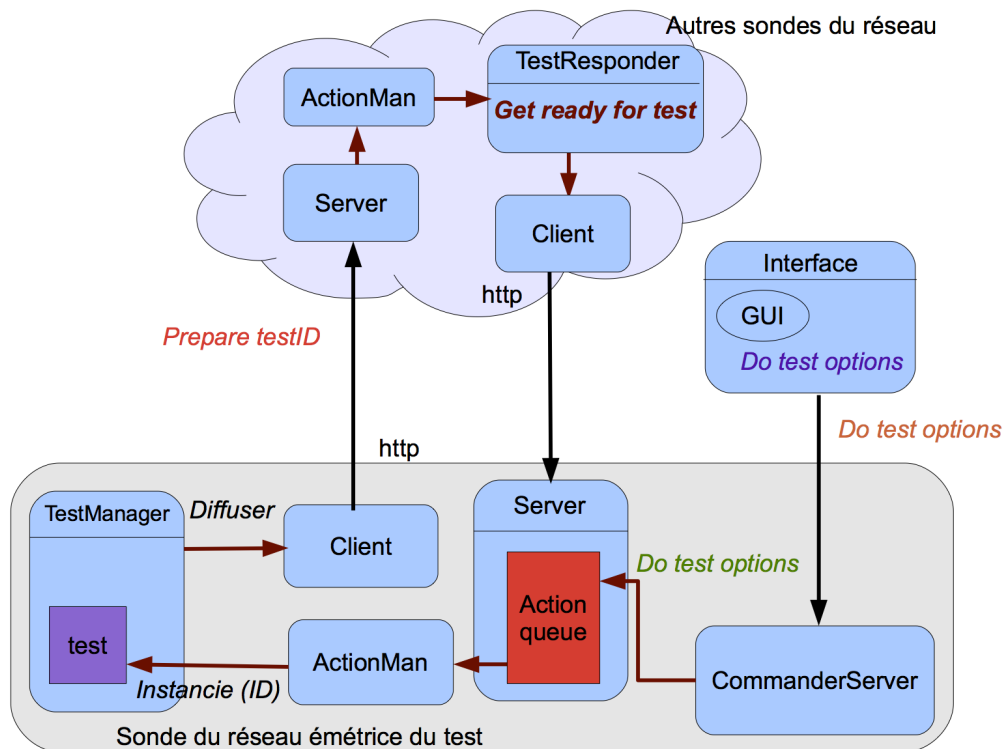 Autres sondes du réseau
TestResponder
ActionMan
Get ready for test
Server
Client
Interface
http
GUI
Prepare testID
Do test options
Do test options
http
TestManager
Diffuser
Server
Client
Do test options
Action
queue
test
ActionMan
CommanderServer
Instancie (ID)
Sonde du réseau émétrice du test